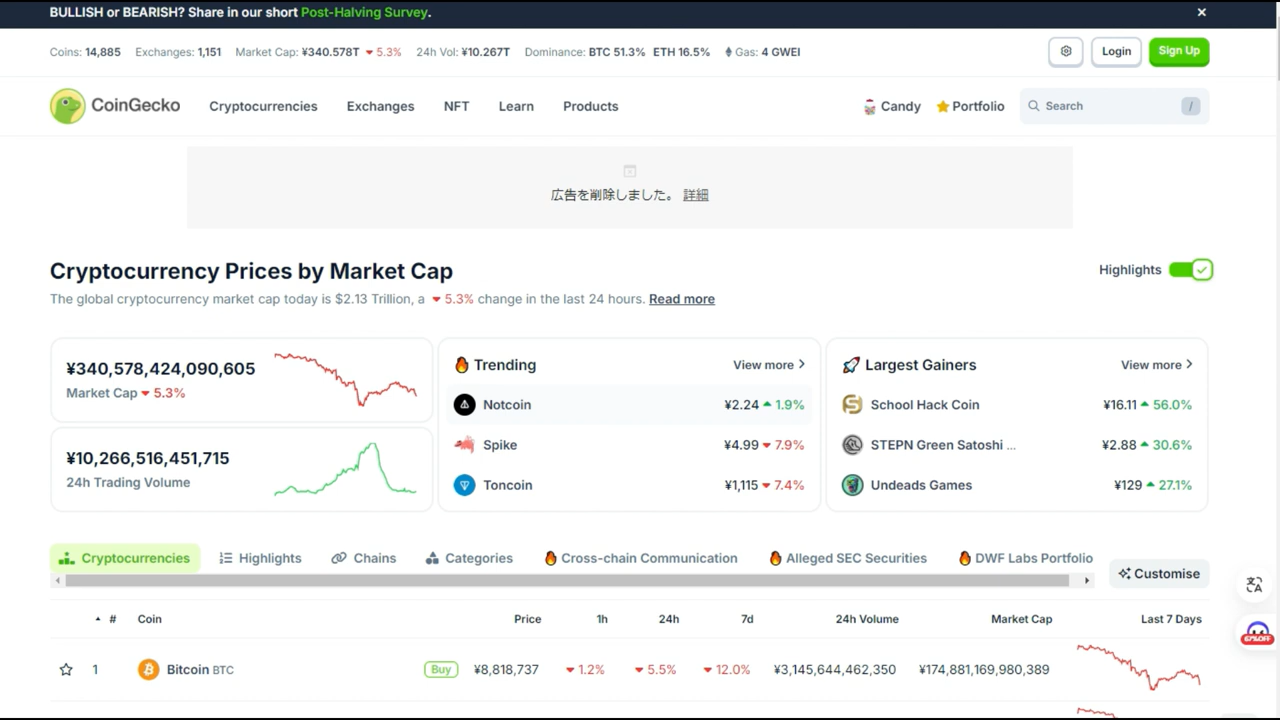 BULLISH or BEARISH? Share in our short Post-Halving Survey.
Coins: 14,885 Exchanges: 1,151 Market Cap: ¥340.578T 5.3% 24h Vol: ¥10.267T Dominance: BTC 51.3% ETH 16.5% Gas: 4 GWEI
Login
Sign Up
CoinGecko
Cryptocurrencies Exchanges NFT Learn Products
Candy
Portfolio
Search /
広告を削除しました。 詳細
Cryptocurrency Prices by Market Cap
Highlights
The global cryptocurrency market cap today is $2.13 Trillion, a 5.3% change in the last 24 hours. Read more
¥340,578,424,090,605
Market Cap 5.3%
¥10,266,516,451,715
24h Trading Volume
Trending View more
Notcoin ¥2.24 1.9%
Spike ¥4.99 7.9%
Toncoin ¥1,115 7.4%
Largest Gainers View more
School Hack Coin ¥16.11 56.0%
STEPN Green Satoshi ... ¥2.88 30.6%
Undeads Games ¥129 27.1%
Cryptocurrencies Highlights Chains Categories Cross-chain Communication Alleged SEC Securities DWF Labs Portfolio
Customise
# Coin Price 1h 24h 7d 24h Volume Market Cap Last 7 Days
1 Bitcoin BTC Buy ¥8,818,737 1.2% 5.5% 12.0% ¥3,145,644,462,350 ¥174,881,169,980,389
67%OFF